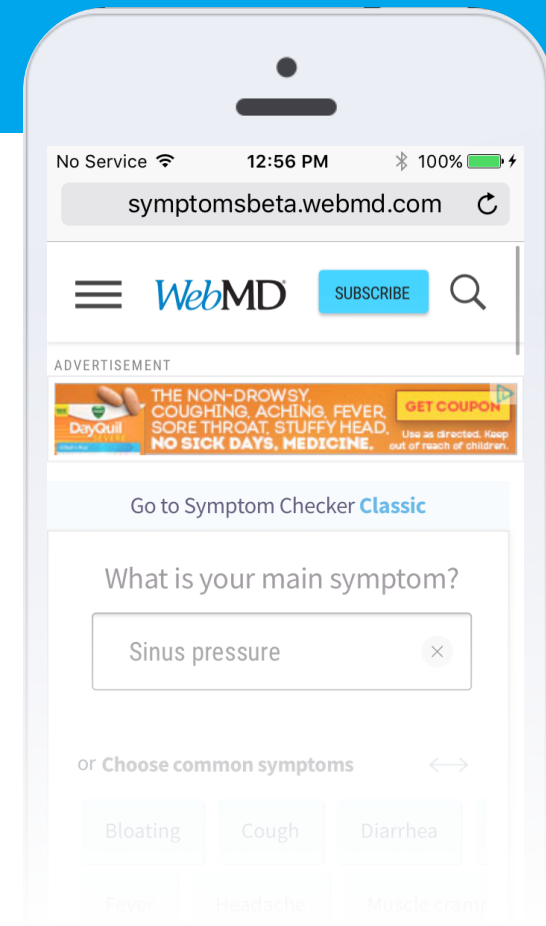 No Service 12:56 PM 100%
symptomsbeta.webmd.com
WebMD SUBSCRIBE
ADVERTISEMENT
THE NON-DROWSY,
COUGHING, ACHING, FEVER,
SORE THROAT, STUFFY HEAD,
NO SICK DAYS, MEDICINE.
DayQuil
SEVERE
GET COUPON
Use as directed. Keep
out of reach of children.
Go to Symptom Checker Classic
What is your main symptom?
Sinus pressure
or Choose common symptoms
Bloating Cough Diarrhea
Fever Headache Muscle cramp